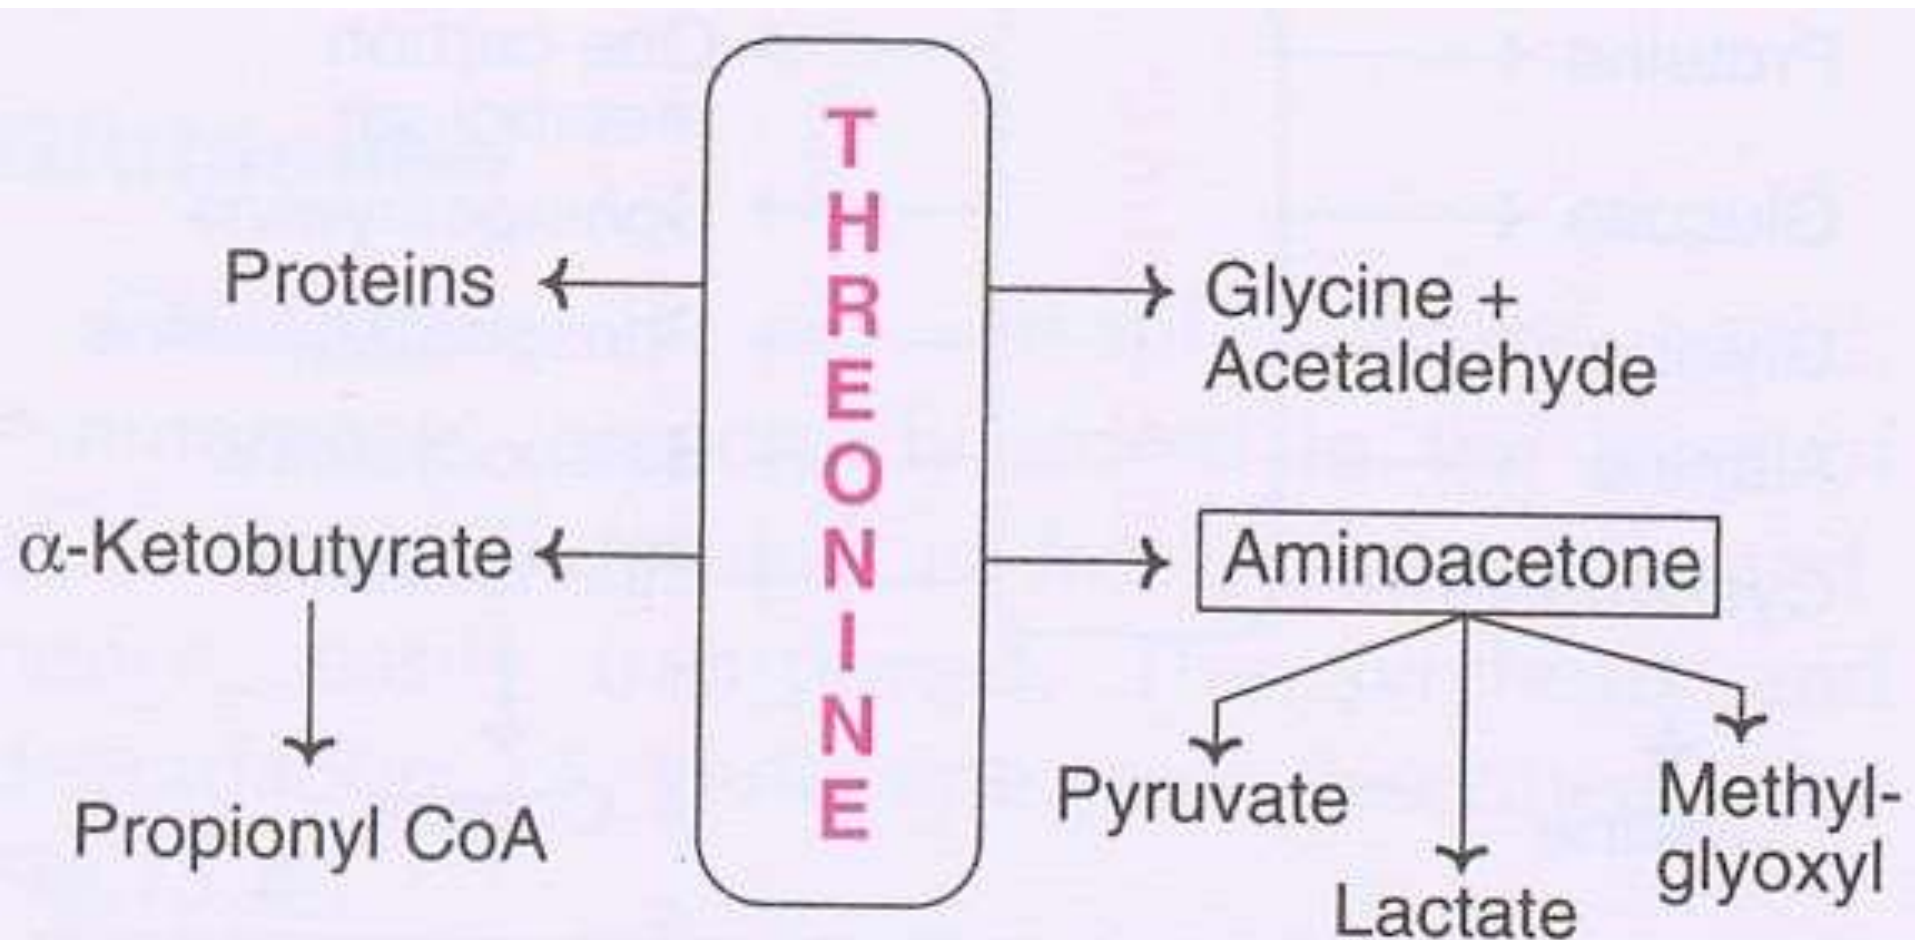 THREONINE
Proteins
Glycine +
Acetaldehyde
α-Ketobutyrate
Aminoacetone
Propionyl CoA
Pyruvate
Lactate
Methyl-
glyoxyl